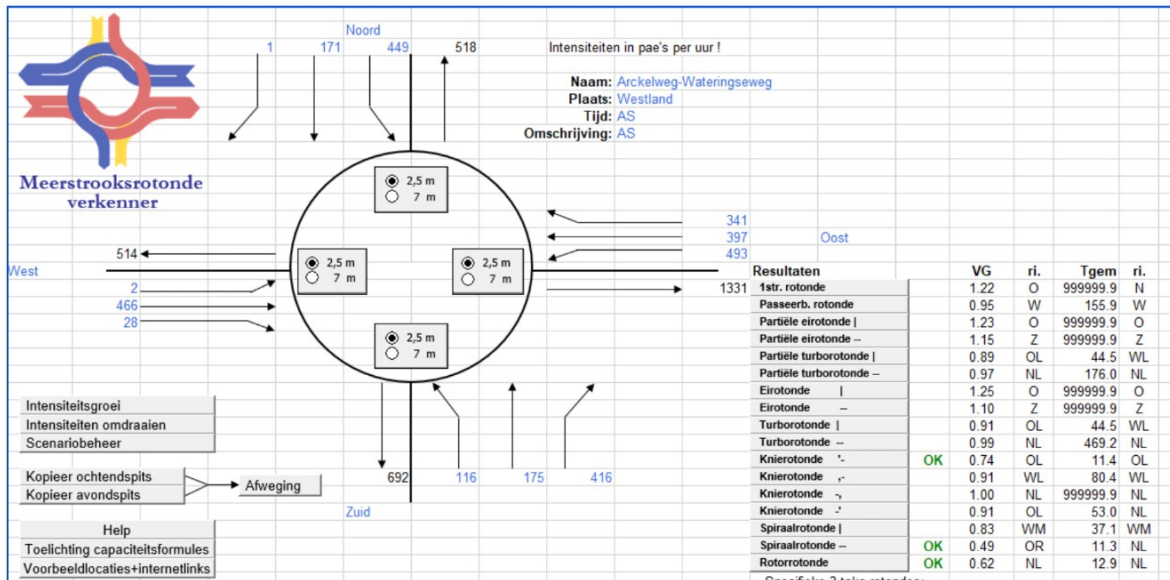 Noord
1 171 449 518
Intensiteiten in pae's per uur !
Naam: Arckelweg-Wateringseweg
Plaats: Westland
Tijd: AS
Omschrijving: AS
Meerstrooksrotonde
verkenner
2,5 m
7 m
341
397 Oost
493
514
West
2
466
28
2,5 m
7 m
2,5 m
7 m
1331
2,5 m
7 m
692 116 175 416
Zuid
Intensiteitsgroei
Intensiteiten omdraaien
Scenariobeheer
Kopieer ochtendspits
Kopieer avondspits
Afweging
Help
Toelichting capaciteitsformules
Voorbeeldlocaties+internetlinks
Resultaten VG ri. Tgem ri.
1str. rotonde 1.22 O 999999.9 N
Passeerb. rotonde 0.95 W 155.9 W
Partiële eirotonde | 1.23 O 999999.9 O
Partiële eirotonde -- 1.15 Z 999999.9 Z
Partiële turborotonde | 0.89 OL 44.5 WL
Partiële turborotonde -- 0.97 NL 176.0 NL
Eirotonde | 1.25 O 999999.9 O
Eirotonde -- 1.10 Z 999999.9 Z
Turborotonde | 0.91 OL 44.5 WL
Turborotonde -- 0.99 NL 469.2 NL
Knierotonde '- OK 0.74 OL 11.4 OL
Knierotonde ,- 0.91 WL 80.4 WL
Knierotonde -, 1.00 NL 999999.9 NL
Knierotonde -' 0.91 OL 53.0 NL
Spiraalrotonde | 0.83 WM 37.1 WM
Spiraalrotonde -- OK 0.49 OR 11.3 NL
Rotorrotonde OK 0.62 NL 12.9 NL